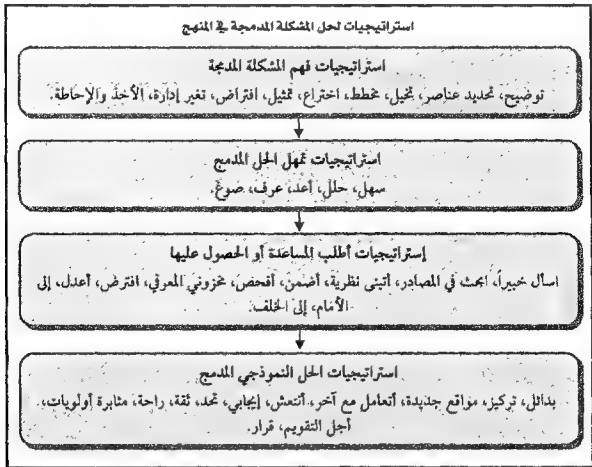 استراتيجيات لحل المشكلة المدمجة في المنهج
استراتيجيات فهم المشكلة المدمجة
توضيح، تحديد عناصر، تخيل، مخطط، اختراع، تمثيل، افتراض، تغير إدارة، الأخذ والإحاطة.
استراتيجيات تمهل الحل المدمج
سهل، حلل، أعد، عرف، صوغ.
إستراتيجيات أطلب المساعدة أو الحصول عليها
اسأل خبيراً، ابحث في المصادر، أتبنى نظرية، أضمن، أفحص، مخزوني المعرفي، افترض، أعدل، إلى
الأمام، إلى الخلف.
استراتيجيات الحل النموذجي المدمج
بدائل، تركيز، مواقع جديدة، أتعامل مع آخر، أنتعش، إيجابي، تحد، ثقة، راحة، مثابرة أولويات،
أجل التقويم، قرار.